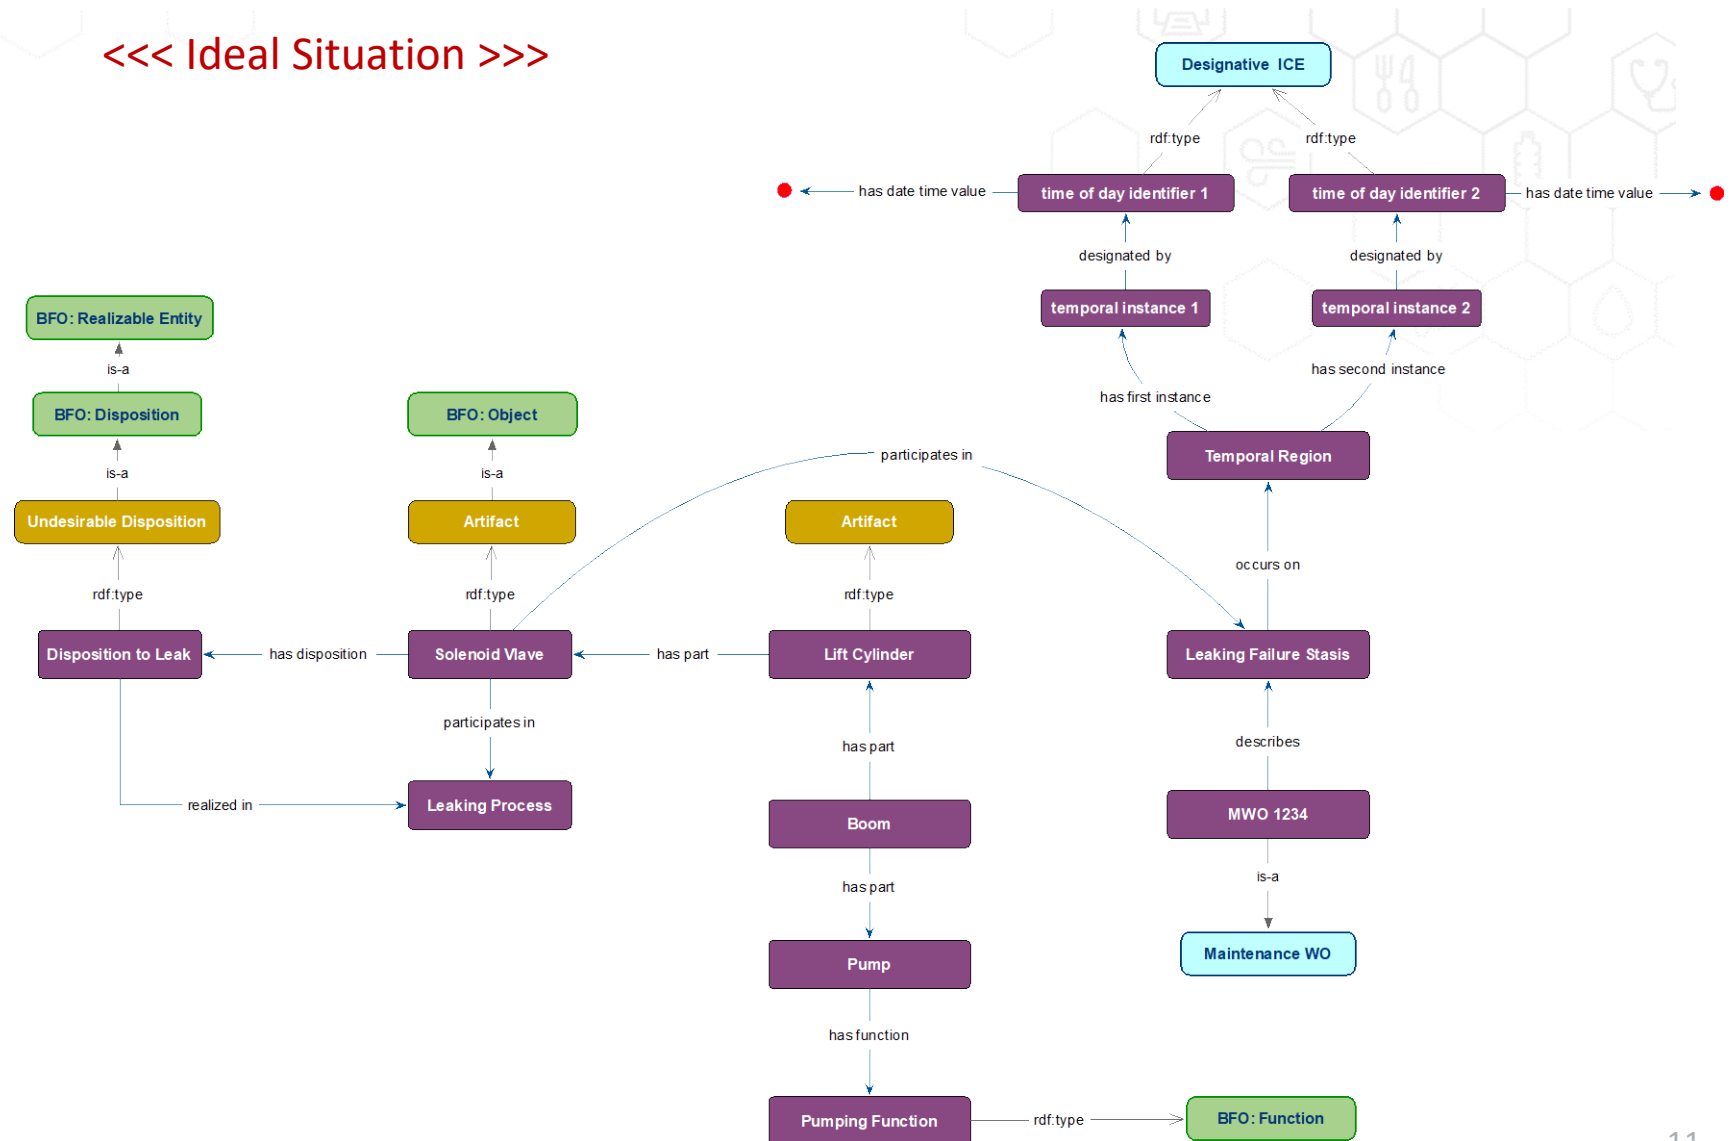 <<< Ideal Situation >>>
Designative ICE
rdf:type
rdf:type
has date time value
time of day identifier 1
time of day identifier 2
has date time value
designated by
designated by
temporal instance 1
temporal instance 2
BFO: Realizable Entity
is-a
has second instance
has first instance
BFO: Disposition
BFO: Object
participates in
Temporal Region
is-a
is-a
Undesirable Disposition
Artifact
Artifact
occurs on
rdf:type
rdf:type
rdf:type
Disposition to Leak
has disposition
Solenoid Vlave
has part
Lift Cylinder
Leaking Failure Stasis
participates in
has part
describes
realized in
Leaking Process
Boom
MWO 1234
has part
is-a
Pump
Maintenance WO
has function
Pumping Function
rdf:type
BFO: Function
11